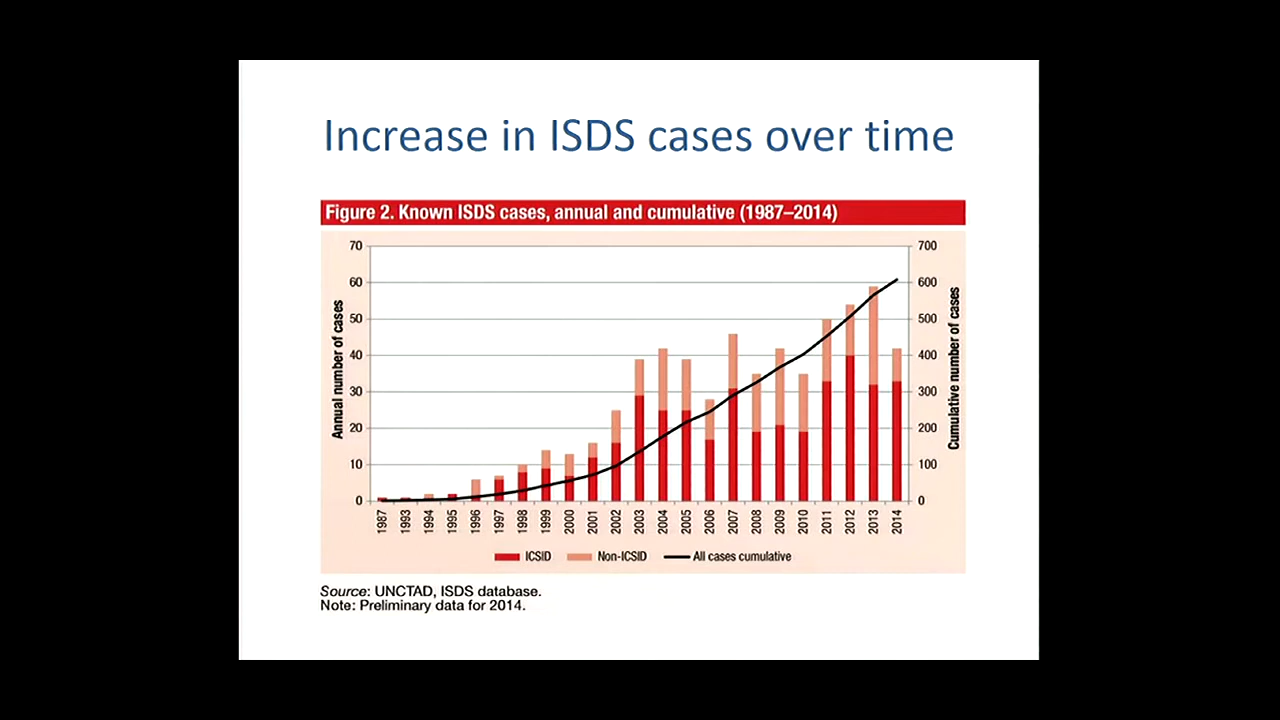 Increase in ISDS cases over time
Figure 2. Known ISDS cases, annual and cumulative (1987–2014)
Annual number of cases
70
60
50
40
30
20
10
0
700
600
500
400
300
200
100
0
Cumulative number of cases
1987 1993 1994 1995 1996 1997 1998 1999 2000 2001 2002 2003 2004 2005 2006 2007 2008 2009 2010 2011 2012 2013 2014
ICSID Non-ICSID All cases cumulative
Source: UNCTAD, ISDS database.
Note: Preliminary data for 2014.